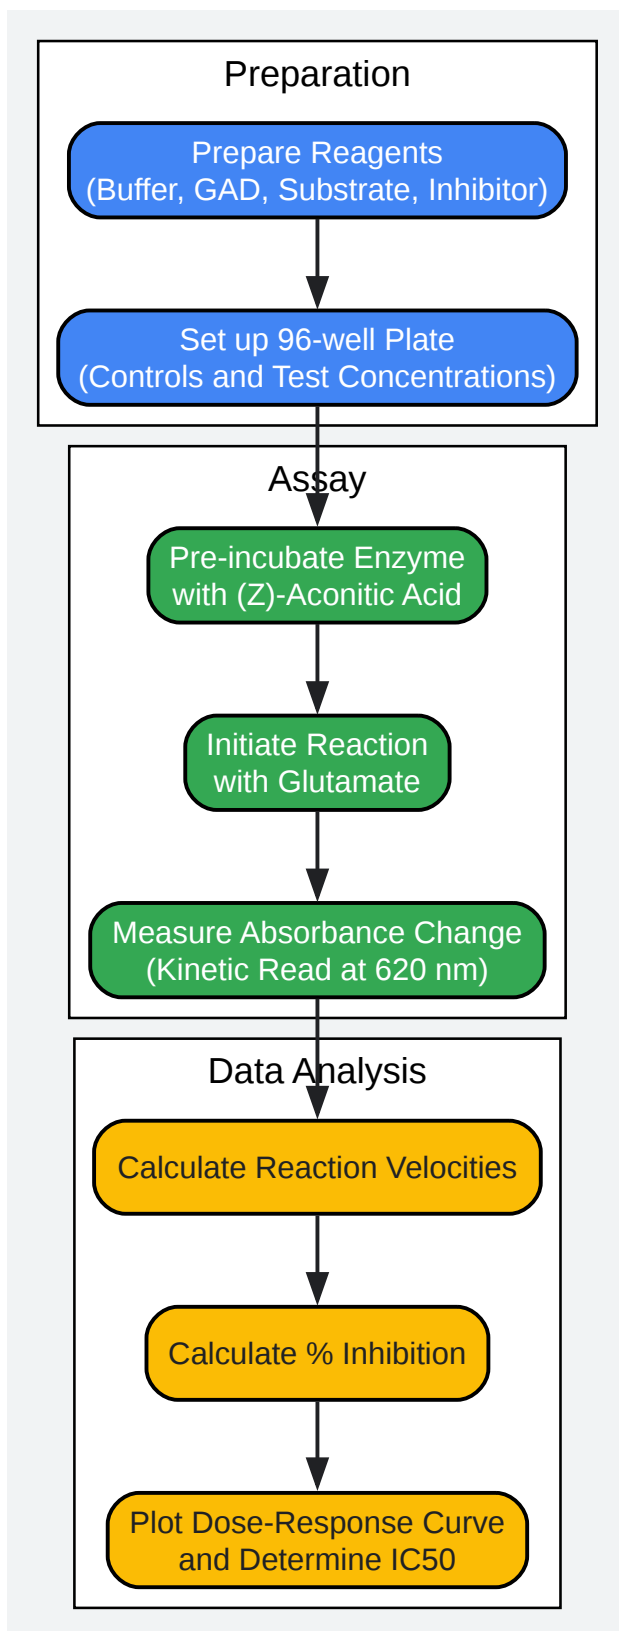 Preparation
Prepare Reagents
(Buffer, GAD, Substrate, Inhibitor)
Set up 96-well Plate
(Controls and Test Concentrations)
Assay
Pre-incubate Enzyme
with (Z)-Aconitic Acid
Initiate Reaction
with Glutamate
Measure Absorbance Change
(Kinetic Read at 620 nm)
Data Analysis
Calculate Reaction Velocities
Calculate % Inhibition
Plot Dose-Response Curve
and Determine IC50